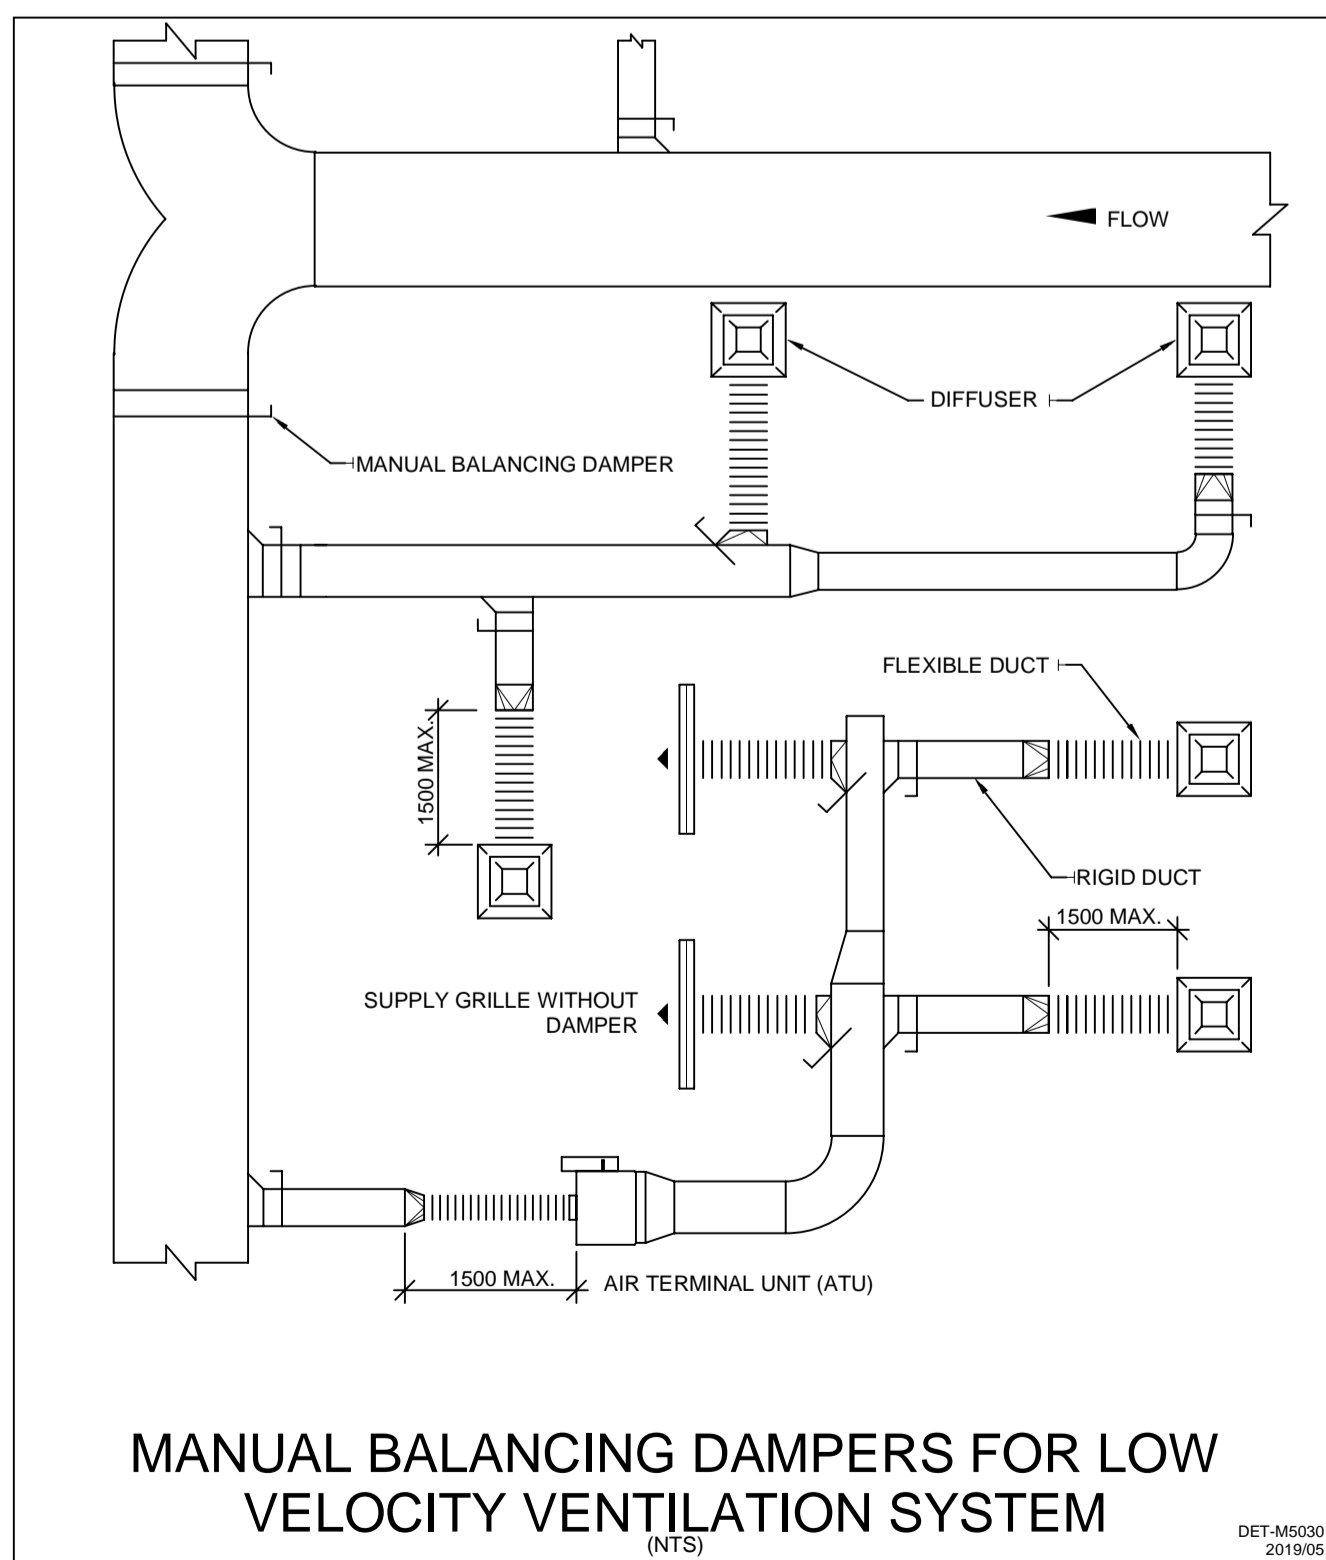 FLOW
DIFFUSER
MANUAL BALANCING DAMPER
FLEXIBLE DUCT
1500 MAX.
RIGID DUCT
1500 MAX.
SUPPLY GRILLE WITHOUT
DAMPER
1500 MAX.
AIR TERMINAL UNIT (ATU)
MANUAL BALANCING DAMPERS FOR LOW
VELOCITY VENTILATION SYSTEM
(NTS)
DET-M5030
2019/05